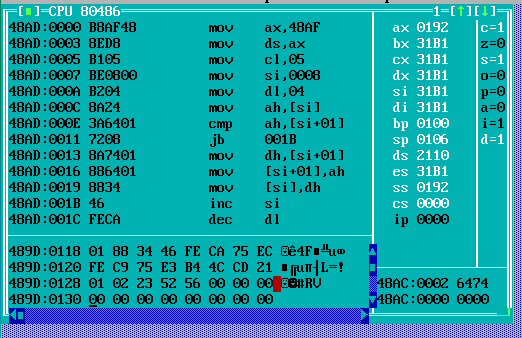 [■]=CPU 80486 1=[↑][↓]
48AD:0000 B8AF48 mov ax,48AF ax 0192 c=1
48AD:0003 8ED8 mov ds,ax bx 31B1 z=0
48AD:0005 B105 mov cl,05 cx 31B1 s=1
48AD:0007 BE0800 mov si,0008 dx 31B1 o=0
48AD:000A B204 mov dl,04 si 31B1 p=0
48AD:000C 8A24 mov ah,[si] di 31B1 a=0
48AD:000E 3A6401 cmp ah,[si+01] bp 0100 i=1
48AD:0011 7208 jb 001B sp 0106 d=1
48AD:0013 8A7401 mov dh,[si+01] ds 2110
48AD:0016 886401 mov [si+01],ah es 31B1
48AD:0019 8834 mov [si],dh ss 0192
48AD:001B 46 inc si cs 0000
48AD:001C FECA dec dl ip 0000
489D:0118 01 88 34 46 FE CA 75 EC ☺ê4F■╩u∞
489D:0120 FE C9 75 E3 B4 4C CD 21 ■╔uπ┤L=!
489D:0128 01 02 23 52 56 00 00 00 ☺☻#RV 48AC:0002 6474
489D:0130 00 00 00 00 00 00 00 00 48AC:0000 0000